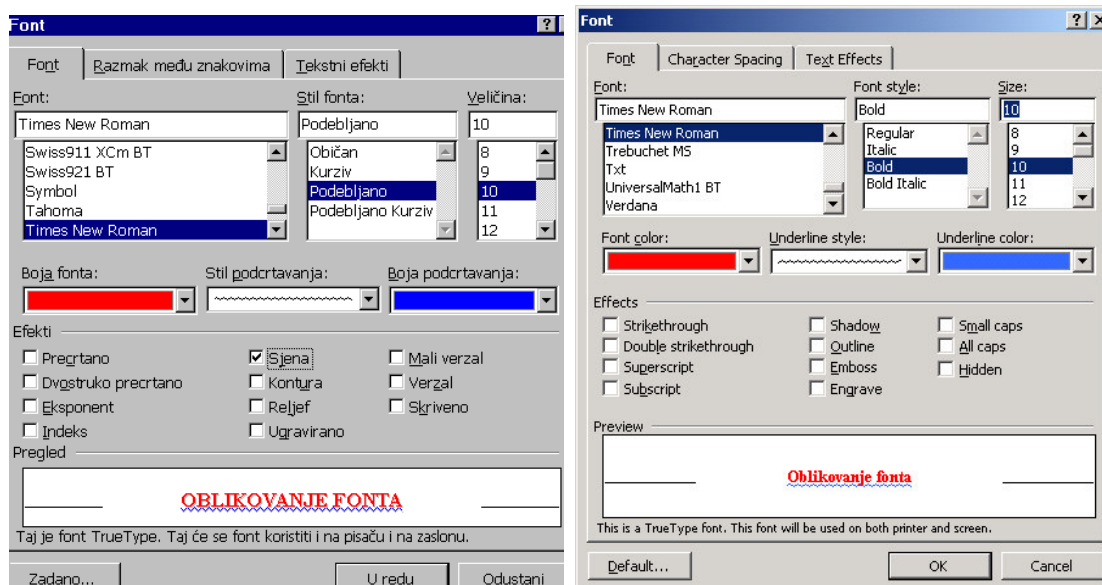 Font
Font Razmak među znakovima Tekstni efekti
Font: Stil fonta: Veličina:
Times New Roman Podebljano 10
Swiss911 XCm BT Običan 8
Swiss921 BT Kurziv 9
Symbol Podebljano 10
Tahoma Podebljano Kurziv 11
Times New Roman 12
Boja fonta: Stil podcrtavanja: Boja podcrtavanja:
Efekti
Precrtano Sjena Mali verzal
Dvostruko precrtano Kontura Verzal
Eksponent Reljef Skriveno
Indeks Ugravirano
Pregled
OBLIKOVANJE FONTA
Taj je font TrueType. Taj će se font koristiti i na pisaču i na zaslonu.
Zadano... U redu Odustani
Font
Font Character Spacing Text Effects
Font: Font style: Size:
Times New Roman Bold 10
Times New Roman Regular 8
Trebuchet MS Italic 9
Txt Bold 10
UniversalMath1 BT Bold Italic 11
Verdana 12
Font color: Underline style: Underline color:
Effects
Strikethrough Shadow Small caps
Double strikethrough Outline All caps
Superscript Emboss Hidden
Subscript Engrave
Preview
Oblikovanje fonta
This is a TrueType font. This font will be used on both printer and screen.
Default... OK Cancel